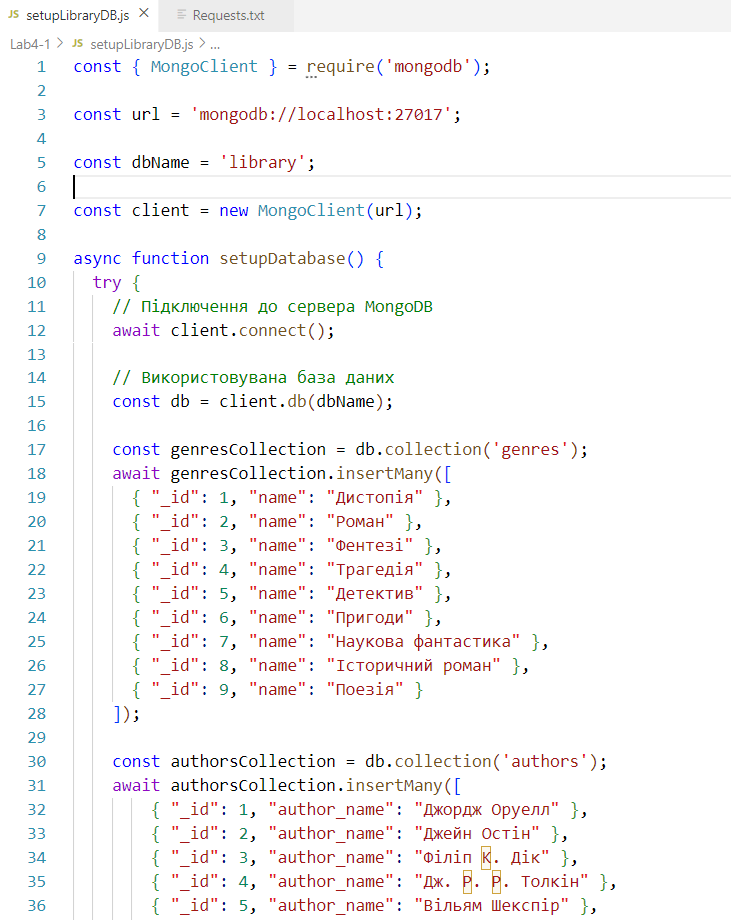 JS setupLibraryDB.js × Requests.txt
Lab4-1 > JS setupLibraryDB.js > ...
1 const { MongoClient } = require('mongodb');
2
3 const url = 'mongodb://localhost:27017';
4
5 const dbName = 'library';
6
7 const client = new MongoClient(url);
8
9 async function setupDatabase() {
10 try {
11 // Підключення до сервера MongoDB
12 await client.connect();
13
14 // Використовувана база даних
15 const db = client.db(dbName);
16
17 const genresCollection = db.collection('genres');
18 await genresCollection.insertMany([
19 { "_id": 1, "name": "Дистопія" },
20 { "_id": 2, "name": "Роман" },
21 { "_id": 3, "name": "Фентезі" },
22 { "_id": 4, "name": "Трагедія" },
23 { "_id": 5, "name": "Детектив" },
24 { "_id": 6, "name": "Пригоди" },
25 { "_id": 7, "name": "Наукова фантастика" },
26 { "_id": 8, "name": "Історичний роман" },
27 { "_id": 9, "name": "Поезія" }
28 ]);
29
30 const authorsCollection = db.collection('authors');
31 await authorsCollection.insertMany([
32 { "_id": 1, "author_name": "Джордж Оруелл" },
33 { "_id": 2, "author_name": "Джейн Остін" },
34 { "_id": 3, "author_name": "Філіп К. Дік" },
35 { "_id": 4, "author_name": "Дж. Р. Р. Толкін" },
36 { "_id": 5, "author_name": "Вільям Шекспір" },